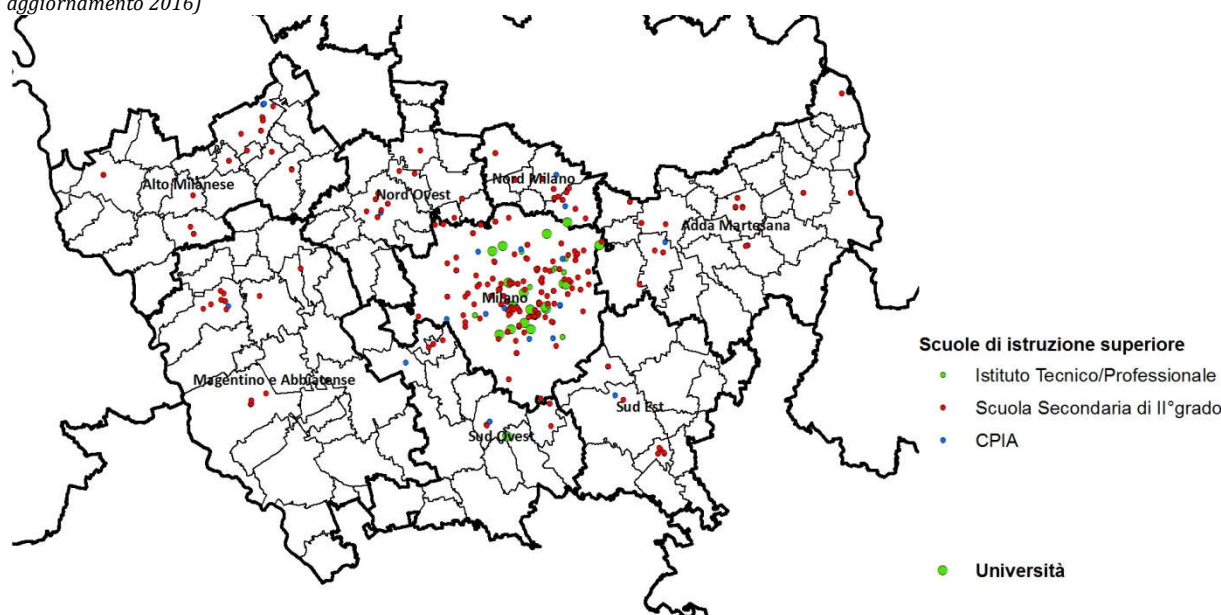 aggiornamento 2016)
Alto Milanese
Nord Ovest
Nord Milano
Adda Martesana
Milano
Magentino e Abbiatense
Sud Ovest
Sud Est
Scuole di istruzione superiore
Istituto Tecnico/Professionale
Scuola Secondaria di II°grado
CPIA
Università